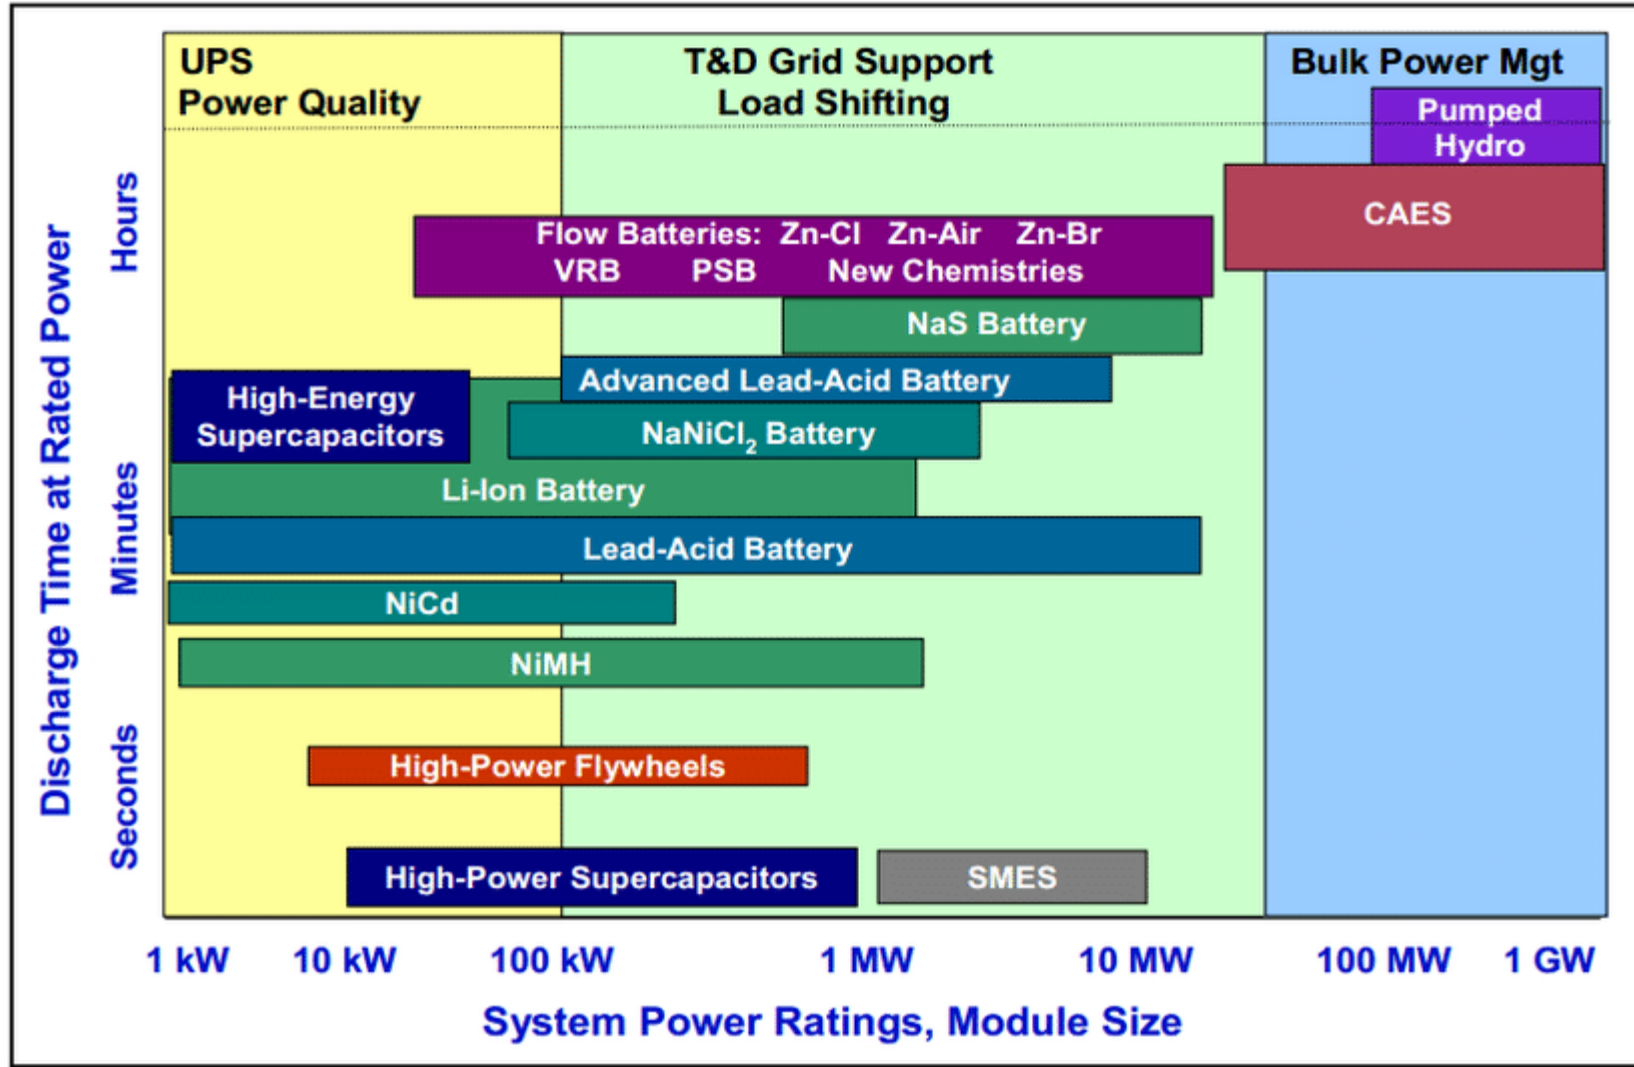 UPS
Power Quality
T&D Grid Support
Load Shifting
Bulk Power Mgt
Pumped
Hydro
CAES
Flow Batteries: Zn-Cl Zn-Air Zn-Br
VRB PSB New Chemistries
NaS Battery
Advanced Lead-Acid Battery
High-Energy
Supercapacitors
NaNiCl₂ Battery
Li-Ion Battery
Lead-Acid Battery
NiCd
NiMH
High-Power Flywheels
High-Power Supercapacitors
SMES
Discharge Time at Rated Power
Hours
Minutes
Seconds
1 kW 10 kW 100 kW 1 MW 10 MW 100 MW 1 GW
System Power Ratings, Module Size